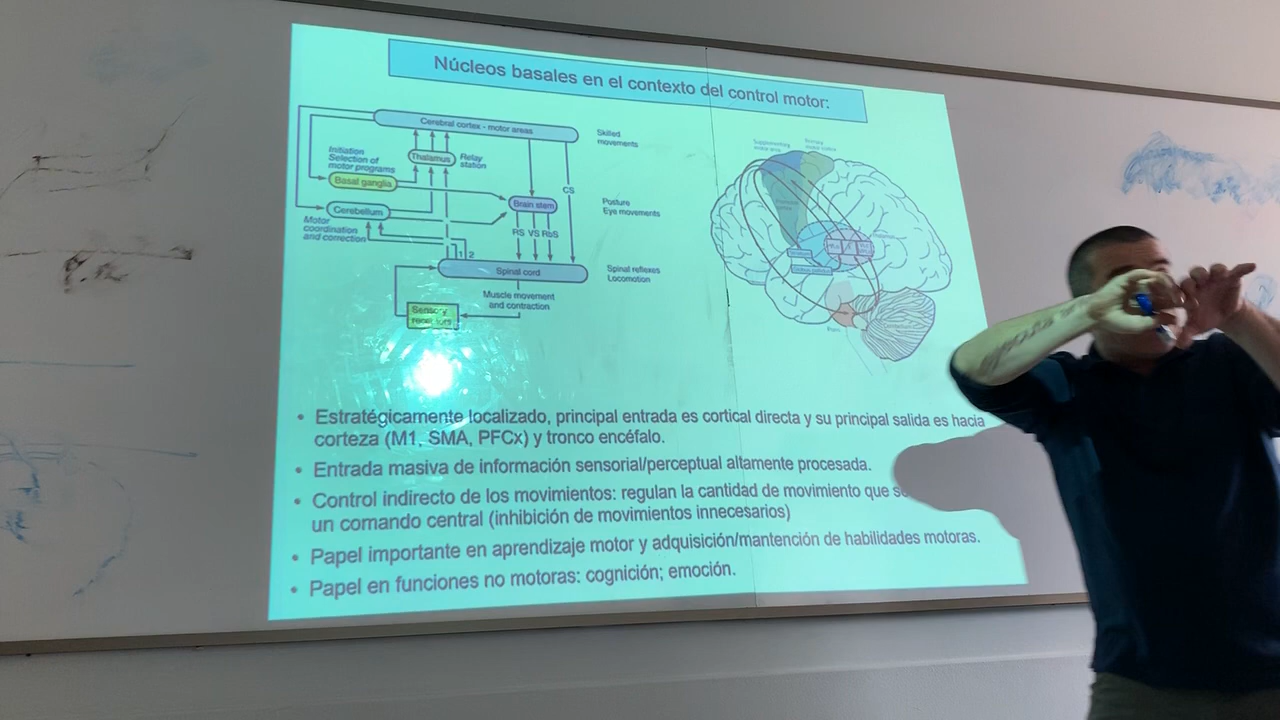 Núcleos basales en el contexto del control motor:
Cerebral cortex - motor areas
Skilled
movements
Initiation
Selection of
motor programs
Thalamus
Relay
station
Basal ganglia
CS
Cerebellum
Brain stem
Posture
Eye movements
Motor
coordination
and correction
RS VS RbS
1 2
Spinal cord
Spinal reflexes
Locomotion
Muscle movement
and contraction
Sensory
receptors
• Estratégicamente localizado, principal entrada es cortical directa y su principal salida es hacia
corteza (M1, SMA, PFCx) y tronco encéfalo.
• Entrada masiva de información sensorial/perceptual altamente procesada.
• Control indirecto de los movimientos: regulan la cantidad de movimiento que
un comando central (inhibición de movimientos innecesarios)
• Papel importante en aprendizaje motor y adquisición/mantención de habilidades motoras.
• Papel en funciones no motoras: cognición; emoción.